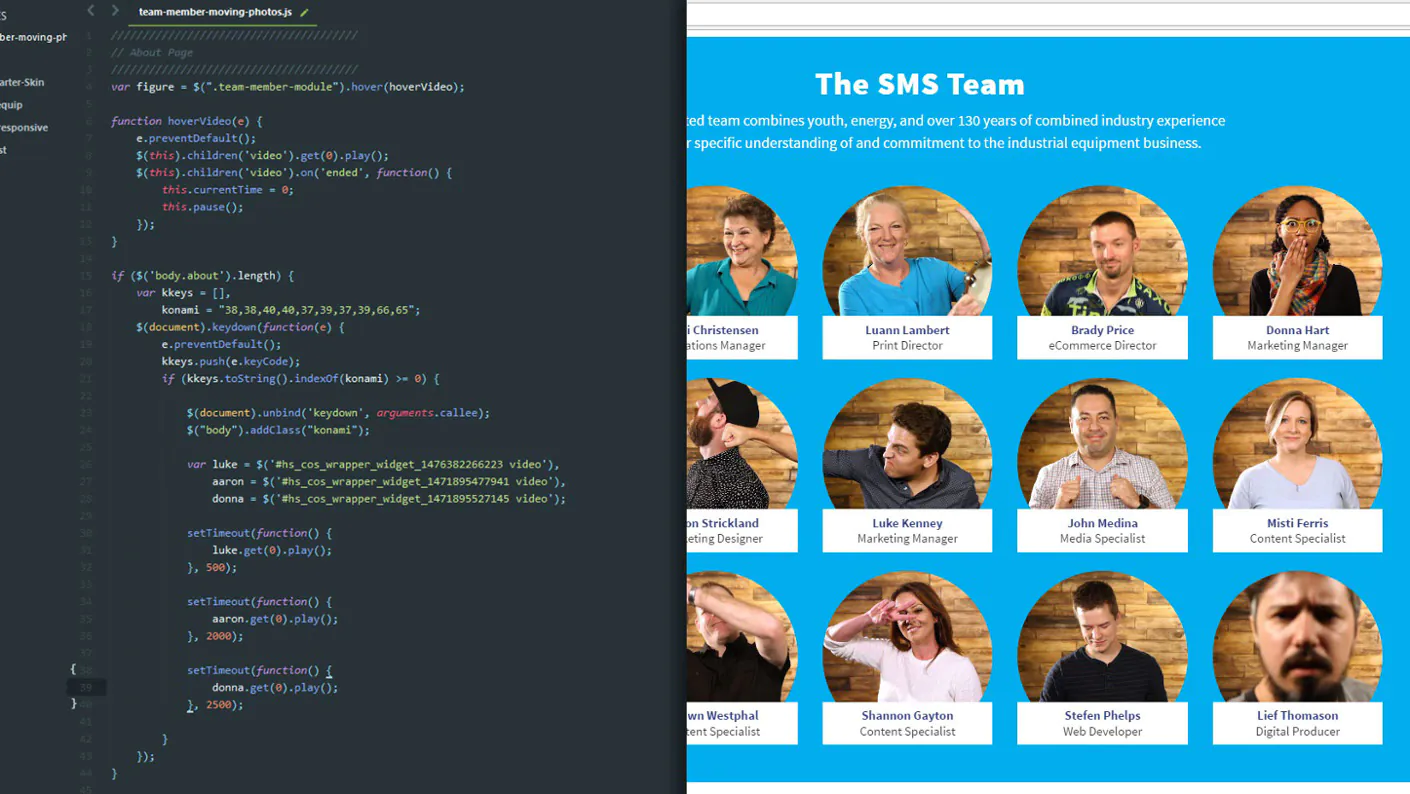 ES
ber-moving-ph
arter-Skin
equip
responsive
st
team-member-moving-photos.js
1 ////////////////////////////////////////
2 // About Page
3 ////////////////////////////////////////
4 var figure = $(".team-member-module").hover(hoverVideo);
5
6 function hoverVideo(e) {
7 e.preventDefault();
8 $(this).children('video').get(0).play();
9 $(this).children('video').on('ended', function() {
10 this.currentTime = 0;
11 this.pause();
12 });
13 }
14
15 if ($('body.about').length) {
16 var kkeys = [],
17 konami = "38,38,40,40,37,39,37,39,66,65";
18 $(document).keydown(function(e) {
19 e.preventDefault();
20 kkeys.push(e.keyCode);
21 if (kkeys.toString().indexOf(konami) >= 0) {
22
23 $(document).unbind('keydown', arguments.callee);
24 $("body").addClass("konami");
25
26 var luke = $('#hs_cos_wrapper_widget_1476382266223 video'),
27 aaron = $('#hs_cos_wrapper_widget_1471895477941 video'),
28 donna = $('#hs_cos_wrapper_widget_1471895527145 video');
29
30 setTimeout(function() {
31 luke.get(0).play();
32 }, 500);
33
34 setTimeout(function() {
35 aaron.get(0).play();
36 }, 2000);
37
38 setTimeout(function() {
39 donna.get(0).play();
40 }, 2500);
41
42 }
43 });
44 }
45
The SMS Team
ted team combines youth, energy, and over 130 years of combined industry experience
r specific understanding of and commitment to the industrial equipment business.
i Christensen
ations Manager
Luann Lambert
Print Director
Brady Price
eCommerce Director
Donna Hart
Marketing Manager
on Strickland
keting Designer
Luke Kenney
Marketing Manager
John Medina
Media Specialist
Misti Ferris
Content Specialist
wn Westphal
tent Specialist
Shannon Gayton
Content Specialist
Stefen Phelps
Web Developer
Lief Thomason
Digital Producer